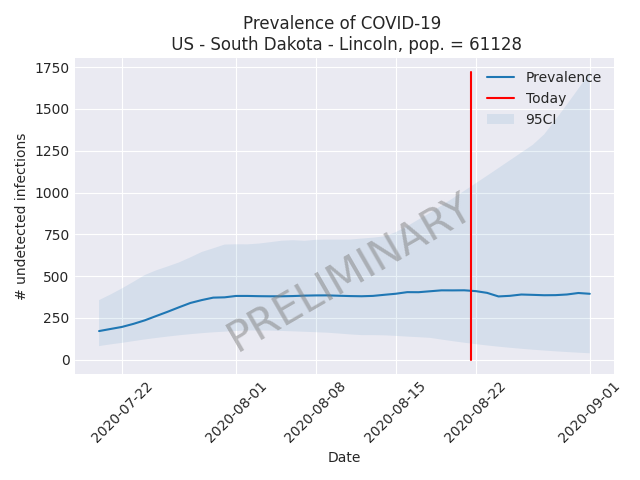 Prevalence of COVID-19
US - South Dakota - Lincoln, pop. = 61128
1750
1500
1250
1000
750
500
250
0
# undetected infections
Prevalence
Today
95CI
PRELIMINARY
2020-07-22
2020-08-01
2020-08-08
2020-08-15
2020-08-22
2020-09-01
Date